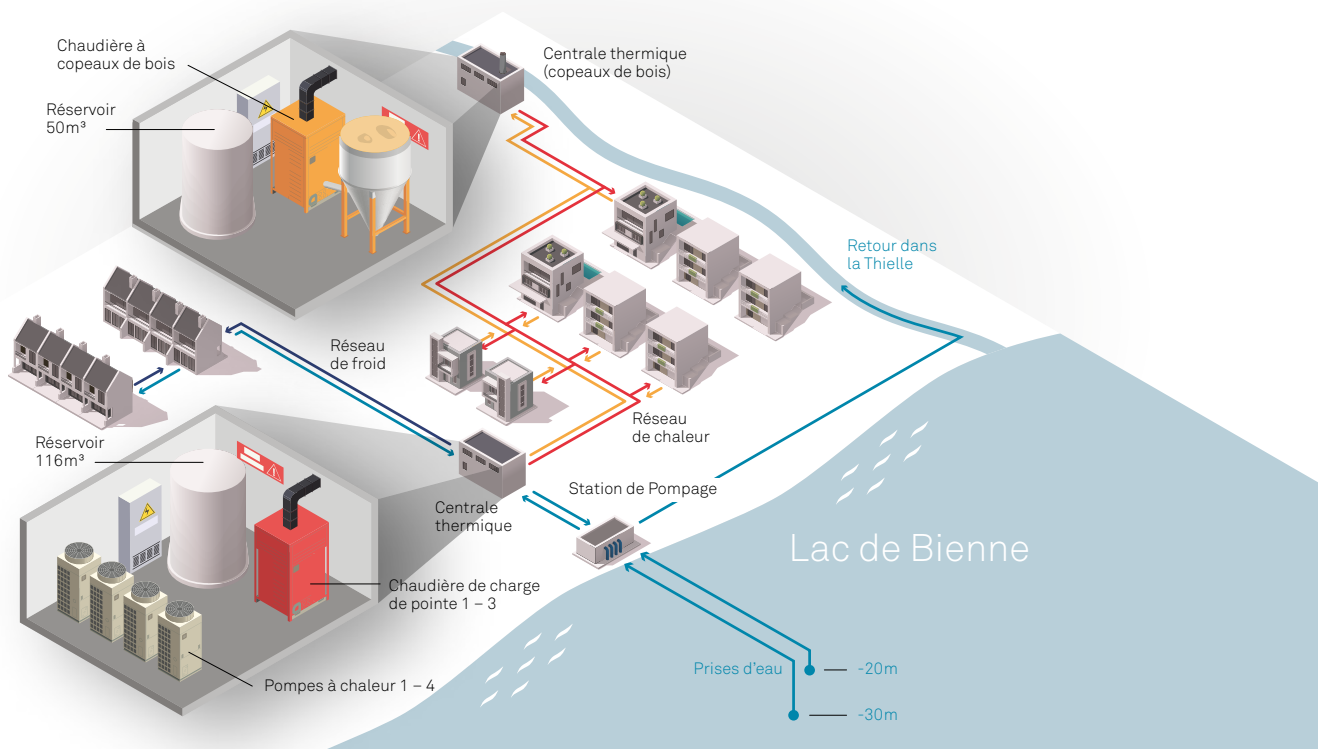 Chaudière à
copeaux de bois
Réservoir
50m³
Centrale thermique
(copeaux de bois)
Retour dans
la Thielle
Réseau
de froid
Réseau
de chaleur
Réservoir
116m³
Centrale
thermique
Station de Pompage
Lac de Bienne
Chaudière de charge
de pointe 1 – 3
Pompes à chaleur 1 – 4
Prises d'eau
-20m
-30m